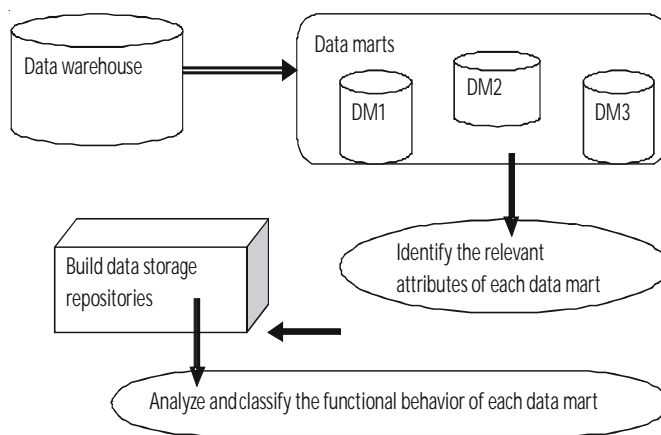 Data warehouse
Data marts
DM1
DM2
DM3
Identify the relevant
attributes of each data mart
Build data storage
repositories
Analyze and classify the functional behavior of each data mart